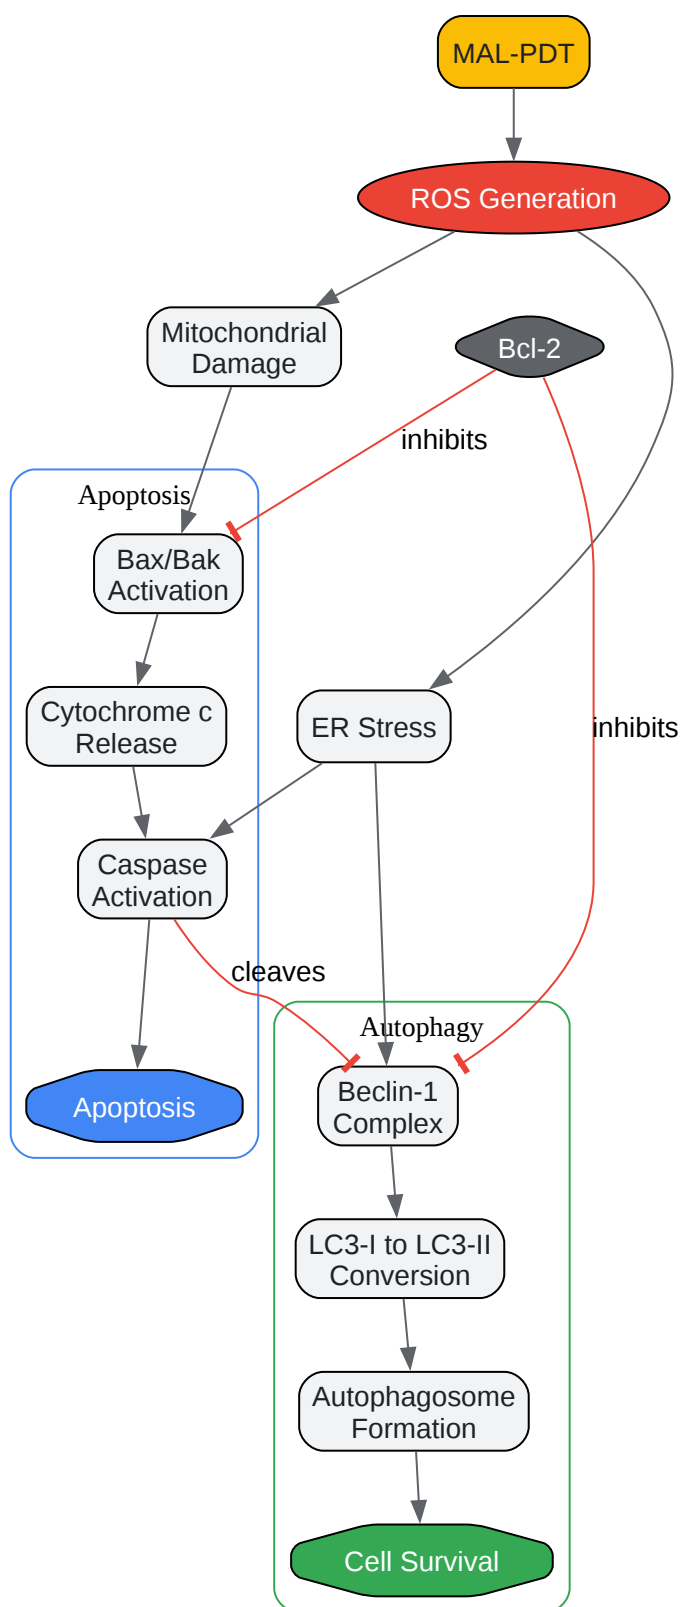 MAL-PDT
ROS Generation
Mitochondrial
Damage
Bcl-2
inhibits
Apoptosis
Bax/Bak
Activation
Cytochrome c
Release
ER Stress
inhibits
Caspase
Activation
cleaves
Autophagy
Apoptosis
Beclin-1
Complex
LC3-I to LC3-II
Conversion
Autophagosome
Formation
Cell Survival